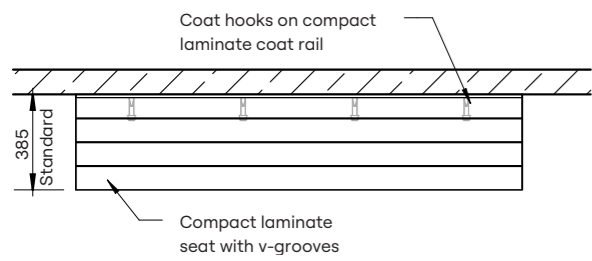 Coat hooks on compact
laminate coat rail
385
Standard
Compact laminate
seat with v-grooves